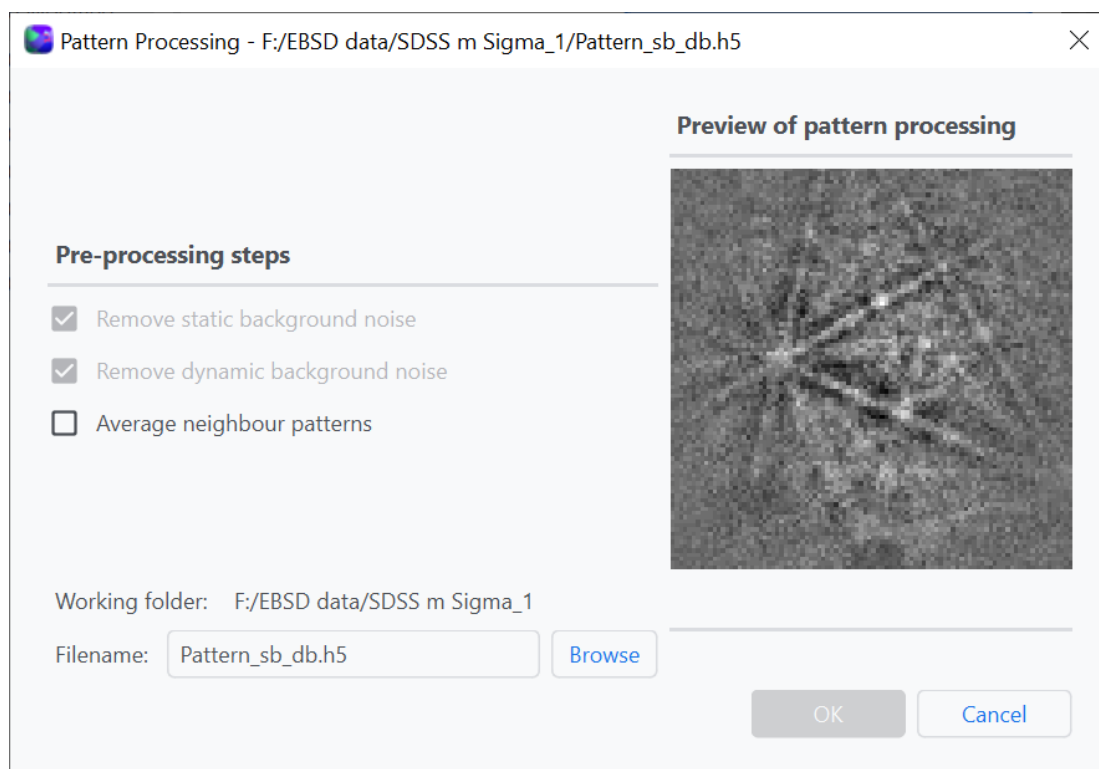 Pattern Processing - F:/EBSD data/SDSS m Sigma_1/Pattern_sb_db.h5
Preview of pattern processing
Pre-processing steps
Remove static background noise
Remove dynamic background noise
Average neighbour patterns
Working folder: F:/EBSD data/SDSS m Sigma_1
Filename: Pattern_sb_db.h5 Browse
OK Cancel